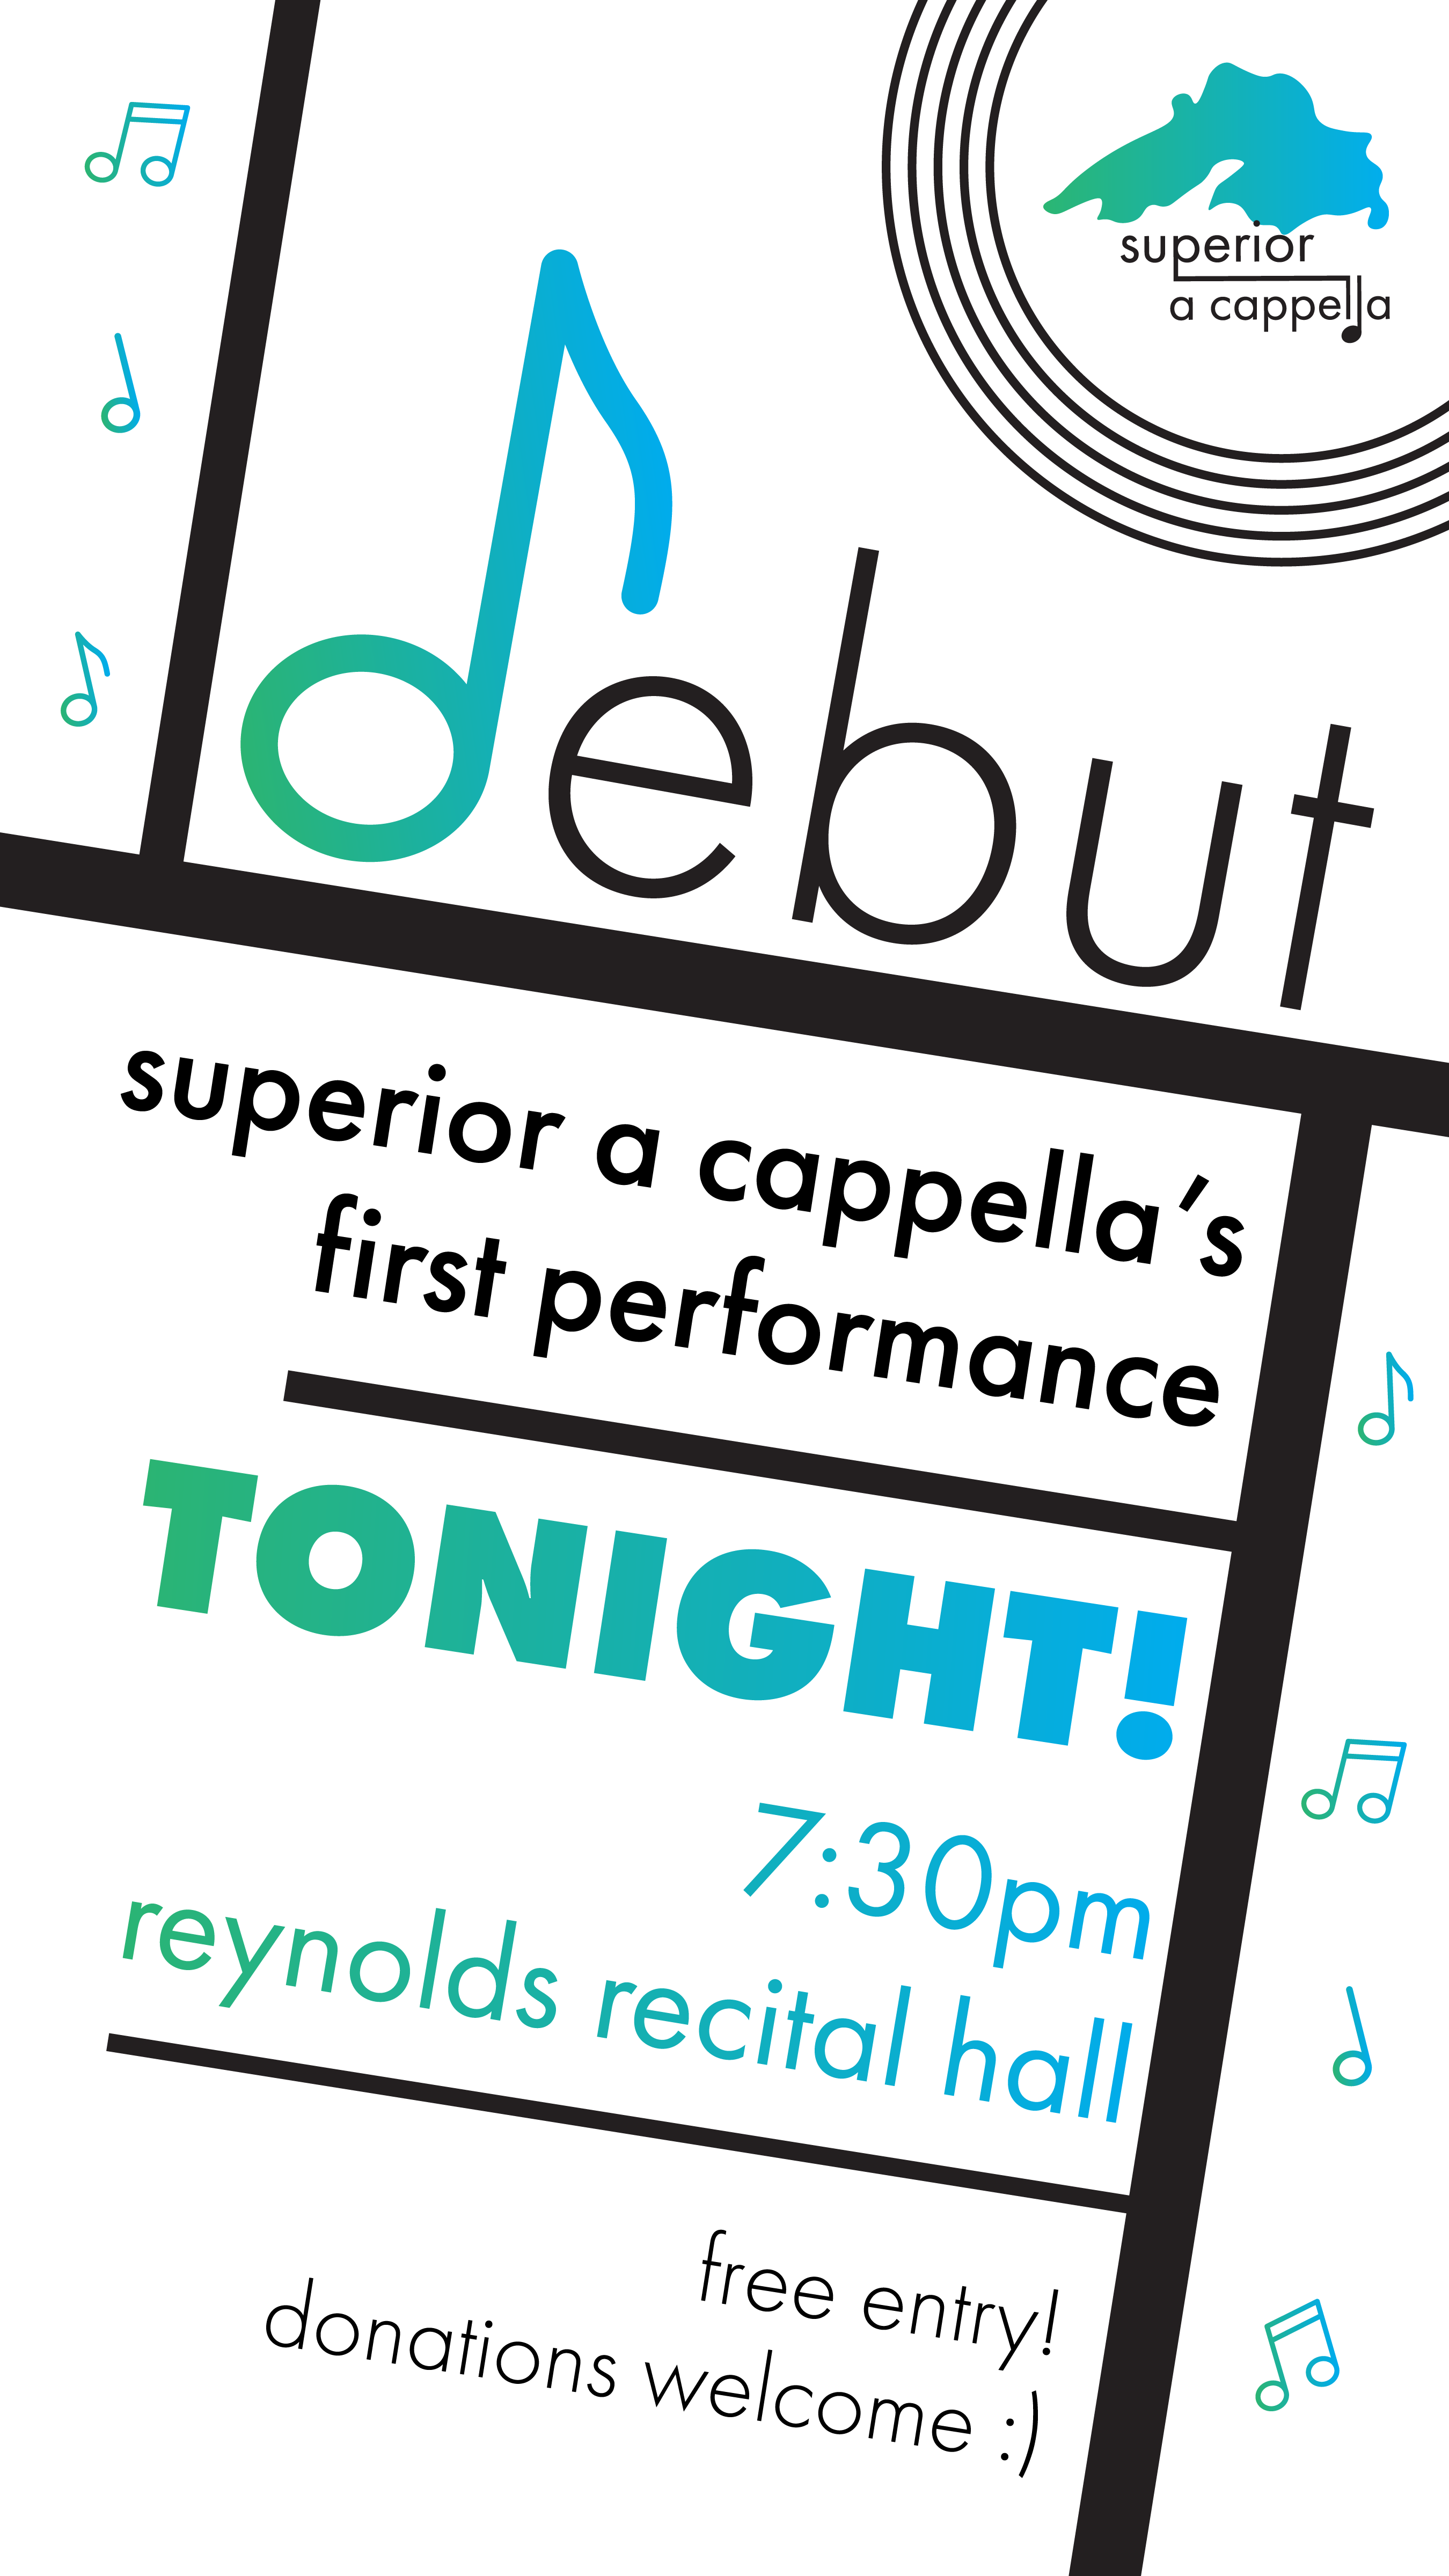 superior
a cappella
debut
superior a cappella's
first performance
TONIGHT!
7:30pm
reynolds recital hall
free entry!
donations welcome :)